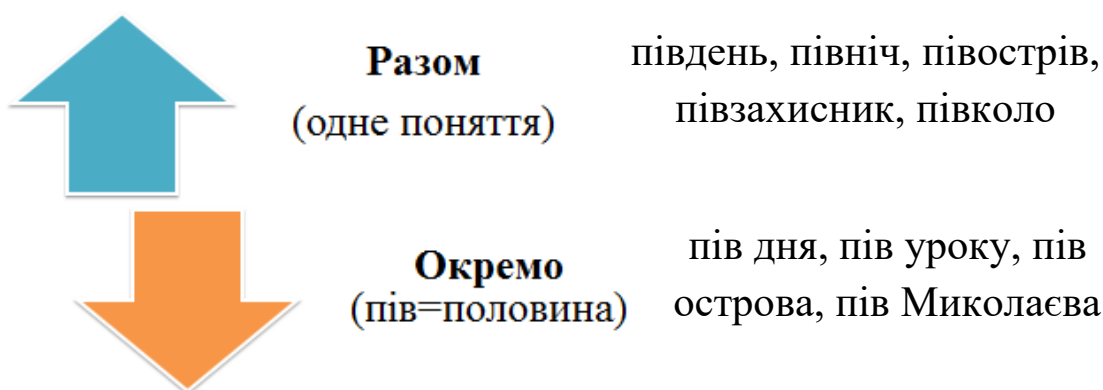 Разом
(одне поняття)
південь, північ, півострів,
півзахисник, півколо
Окремо
(пів=половина)
пів дня, пів уроку, пів
острова, пів Миколаєва